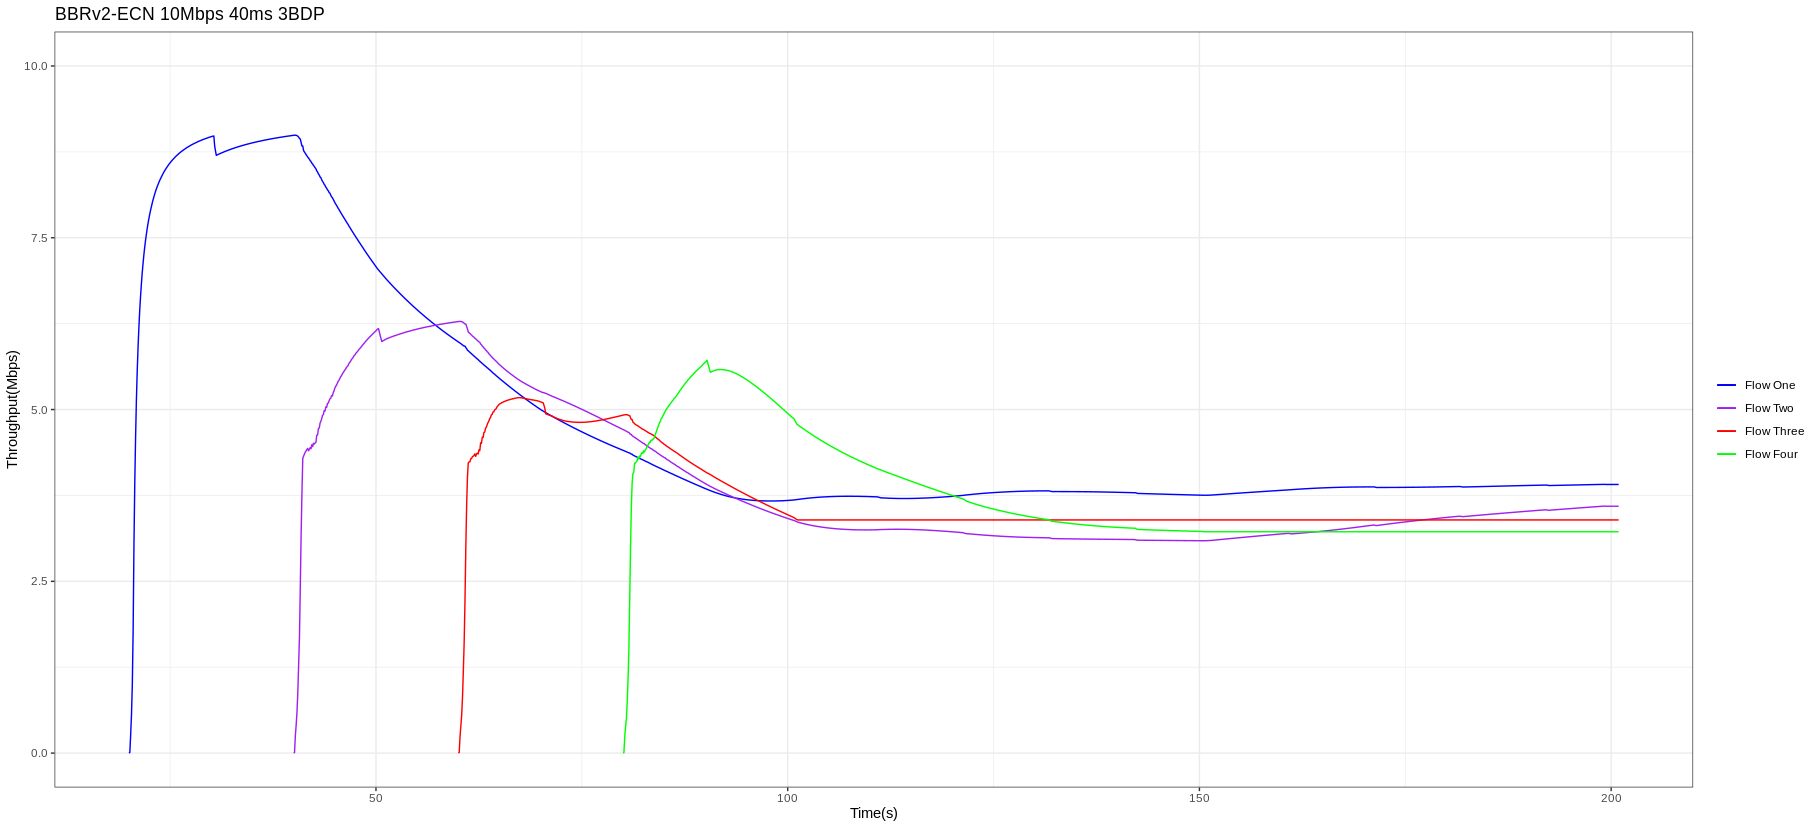 BBRv2-ECN 10Mbps 40ms 3BDP
Throughput(Mbps)
10.0
7.5
5.0
2.5
0.0
50
100
150
200
Time(s)
Flow One
Flow Two
Flow Three
Flow Four